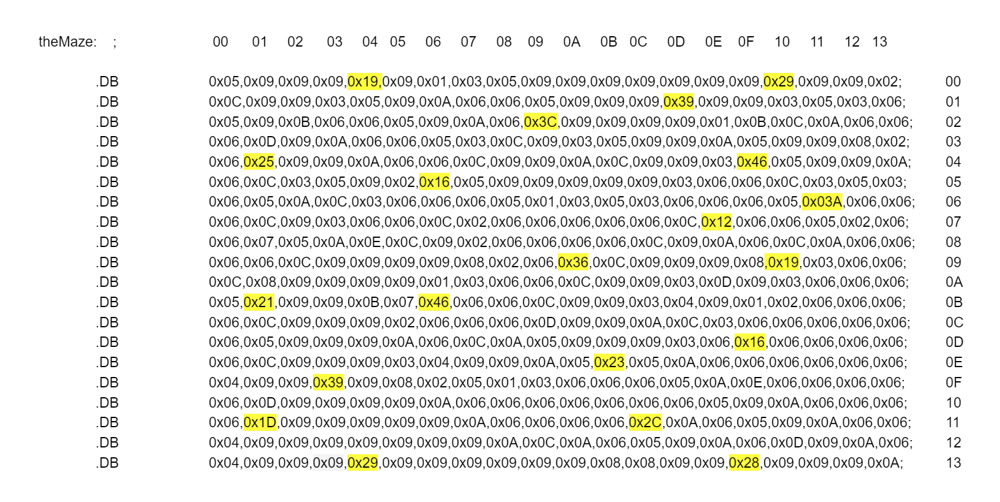 theMaze: ; 00 01 02 03 04 05 06 07 08 09 0A 0B 0C 0D 0E 0F 10 11 12 13
.DB 0x05,0x09,0x09,0x09,0x19,0x09,0x01,0x03,0x05,0x09,0x09,0x09,0x09,0x09,0x09,0x09,0x29,0x09,0x09,0x02; 00
.DB 0x0C,0x09,0x09,0x03,0x05,0x09,0x0A,0x06,0x06,0x05,0x09,0x09,0x09,0x39,0x09,0x09,0x03,0x05,0x03,0x06; 01
.DB 0x05,0x09,0x0B,0x06,0x06,0x05,0x09,0x0A,0x06,0x3C,0x09,0x09,0x09,0x09,0x01,0x0B,0x0C,0x0A,0x06,0x06; 02
.DB 0x06,0x0D,0x09,0x0A,0x06,0x06,0x05,0x03,0x0C,0x09,0x03,0x05,0x09,0x09,0x0A,0x05,0x09,0x09,0x08,0x02; 03
.DB 0x06,0x25,0x09,0x09,0x0A,0x06,0x06,0x0C,0x09,0x09,0x0A,0x0C,0x09,0x09,0x03,0x46,0x05,0x09,0x09,0x0A; 04
.DB 0x06,0x0C,0x03,0x05,0x09,0x02,0x16,0x05,0x09,0x09,0x09,0x09,0x09,0x03,0x06,0x06,0x0C,0x03,0x05,0x03; 05
.DB 0x06,0x05,0x0A,0x0C,0x03,0x06,0x06,0x06,0x05,0x01,0x03,0x05,0x03,0x06,0x06,0x06,0x05,0x03A,0x06,0x06; 06
.DB 0x06,0x0C,0x09,0x03,0x06,0x06,0x0C,0x02,0x06,0x06,0x06,0x06,0x06,0x0C,0x12,0x06,0x06,0x05,0x02,0x06; 07
.DB 0x06,0x07,0x05,0x0A,0x0E,0x0C,0x09,0x02,0x06,0x06,0x06,0x06,0x0C,0x09,0x0A,0x06,0x0C,0x0A,0x06,0x06; 08
.DB 0x06,0x06,0x0C,0x09,0x09,0x09,0x09,0x08,0x02,0x06,0x36,0x0C,0x09,0x09,0x09,0x08,0x19,0x03,0x06,0x06; 09
.DB 0x0C,0x08,0x09,0x09,0x09,0x09,0x01,0x03,0x06,0x06,0x0C,0x09,0x09,0x03,0x0D,0x09,0x03,0x06,0x06,0x06; 0A
.DB 0x05,0x21,0x09,0x09,0x0B,0x07,0x46,0x06,0x06,0x0C,0x09,0x09,0x03,0x04,0x09,0x01,0x02,0x06,0x06,0x06; 0B
.DB 0x06,0x0C,0x09,0x09,0x09,0x02,0x06,0x06,0x06,0x0D,0x09,0x09,0x0A,0x0C,0x03,0x06,0x06,0x06,0x06,0x06; 0C
.DB 0x06,0x05,0x09,0x09,0x09,0x0A,0x06,0x0C,0x0A,0x05,0x09,0x09,0x09,0x03,0x06,0x16,0x06,0x06,0x06,0x06; 0D
.DB 0x06,0x0C,0x09,0x09,0x09,0x03,0x04,0x09,0x09,0x0A,0x05,0x23,0x05,0x0A,0x06,0x06,0x06,0x06,0x06,0x06; 0E
.DB 0x04,0x09,0x09,0x39,0x09,0x08,0x02,0x05,0x01,0x03,0x06,0x06,0x06,0x05,0x0A,0x0E,0x06,0x06,0x06,0x06; 0F
.DB 0x06,0x0D,0x09,0x09,0x09,0x09,0x0A,0x06,0x06,0x06,0x06,0x06,0x06,0x06,0x05,0x09,0x0A,0x06,0x06,0x06; 10
.DB 0x06,0x1D,0x09,0x09,0x09,0x09,0x09,0x0A,0x06,0x06,0x06,0x06,0x2C,0x0A,0x06,0x05,0x09,0x0A,0x06,0x06; 11
.DB 0x04,0x09,0x09,0x09,0x09,0x09,0x09,0x09,0x0A,0x0C,0x0A,0x06,0x05,0x09,0x0A,0x06,0x0D,0x09,0x0A,0x06; 12
.DB 0x04,0x09,0x09,0x09,0x29,0x09,0x09,0x09,0x09,0x09,0x09,0x08,0x08,0x09,0x09,0x28,0x09,0x09,0x09,0x0A; 13